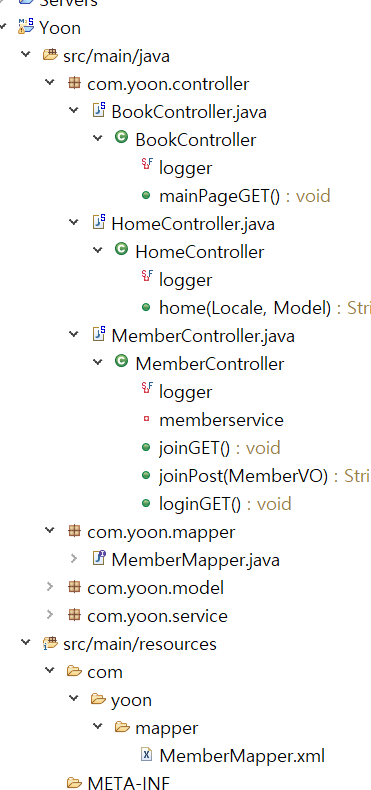 Servers
Yoon
src/main/java
com.yoon.controller
BookController.java
BookController
logger
mainPageGET() : void
HomeController.java
HomeController
logger
home(Locale, Model) : Stri
MemberController.java
MemberController
logger
memberservice
joinGET() : void
joinPost(MemberVO) : Stri
loginGET() : void
com.yoon.mapper
MemberMapper.java
com.yoon.model
com.yoon.service
src/main/resources
com
yoon
mapper
MemberMapper.xml
META-INF